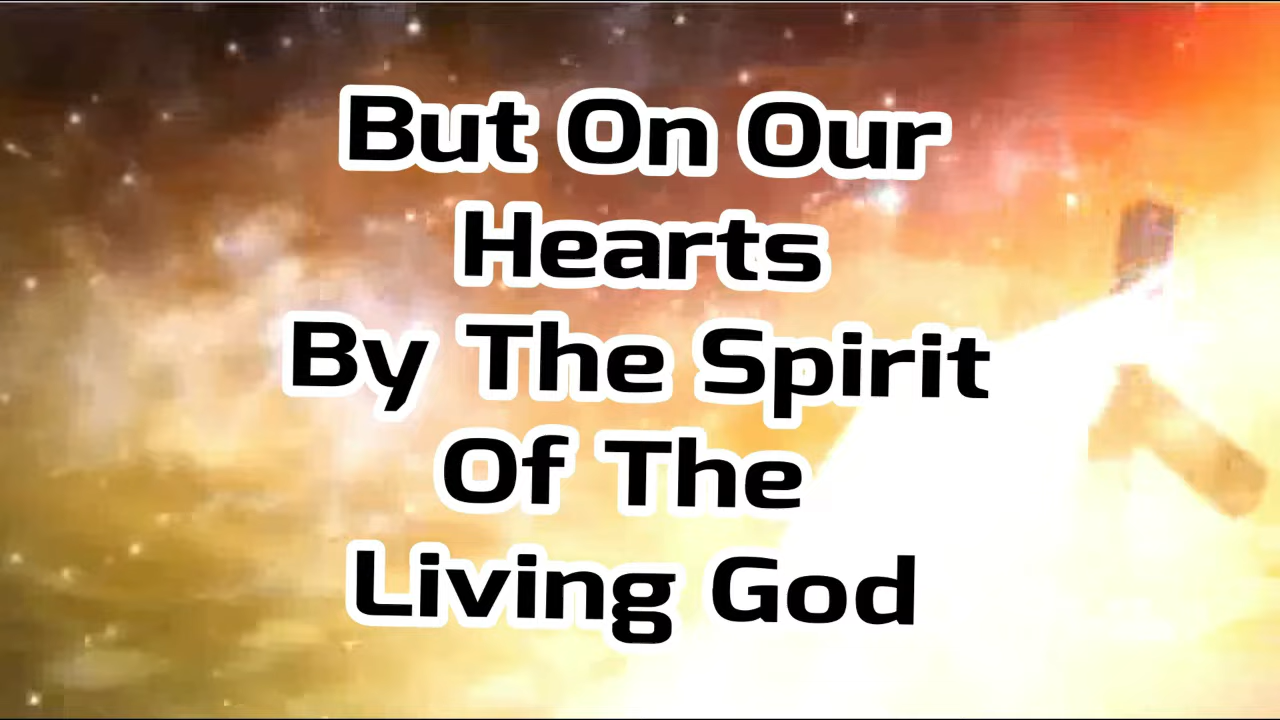 But On Our
Hearts
By The Spirit
Of The
Living God